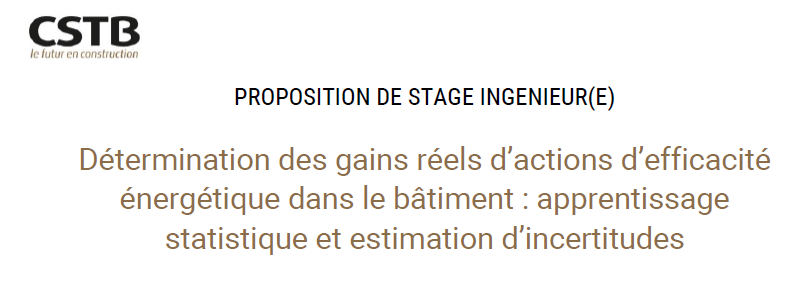 CSTB
le futur en construction
PROPOSITION DE STAGE INGENIEUR(E)
Détermination des gains réels d’actions d’efficacité
énergétique dans le bâtiment : apprentissage
statistique et estimation d’incertitudes